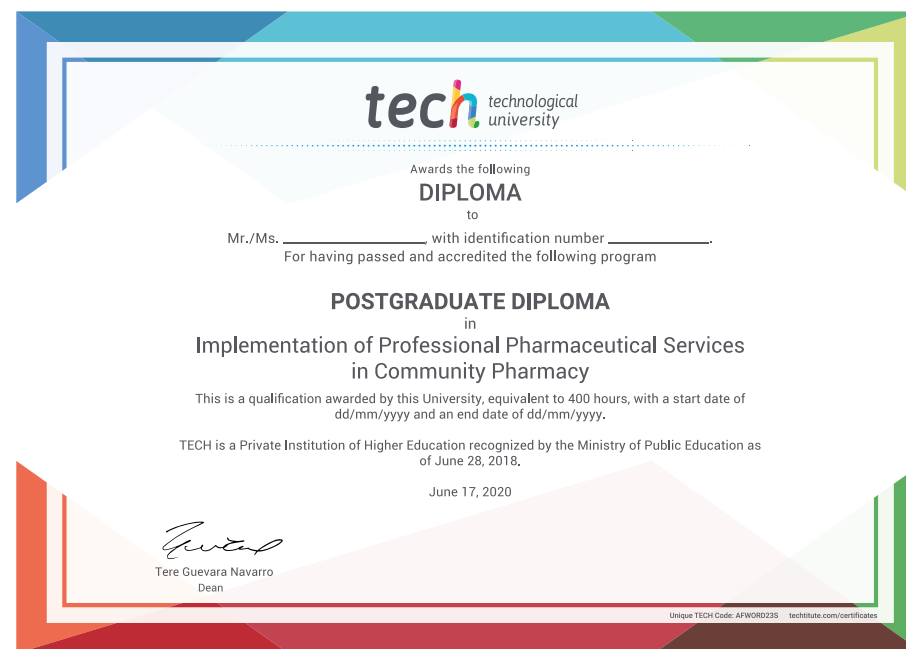 tech technological
university
Awards the following
DIPLOMA
to
Mr./Ms. ______________, with identification number __________.
For having passed and accredited the following program
POSTGRADUATE DIPLOMA
in
Implementation of Professional Pharmaceutical Services
in Community Pharmacy
This is a qualification awarded by this University, equivalent to 400 hours, with a start date of
dd/mm/yyyy and an end date of dd/mm/yyyy.
TECH is a Private Institution of Higher Education recognized by the Ministry of Public Education as
of June 28, 2018.
June 17, 2020
Tere Guevara Navarro
Dean
Unique TECH Code: AFWORD23S techtitute.com/certificates